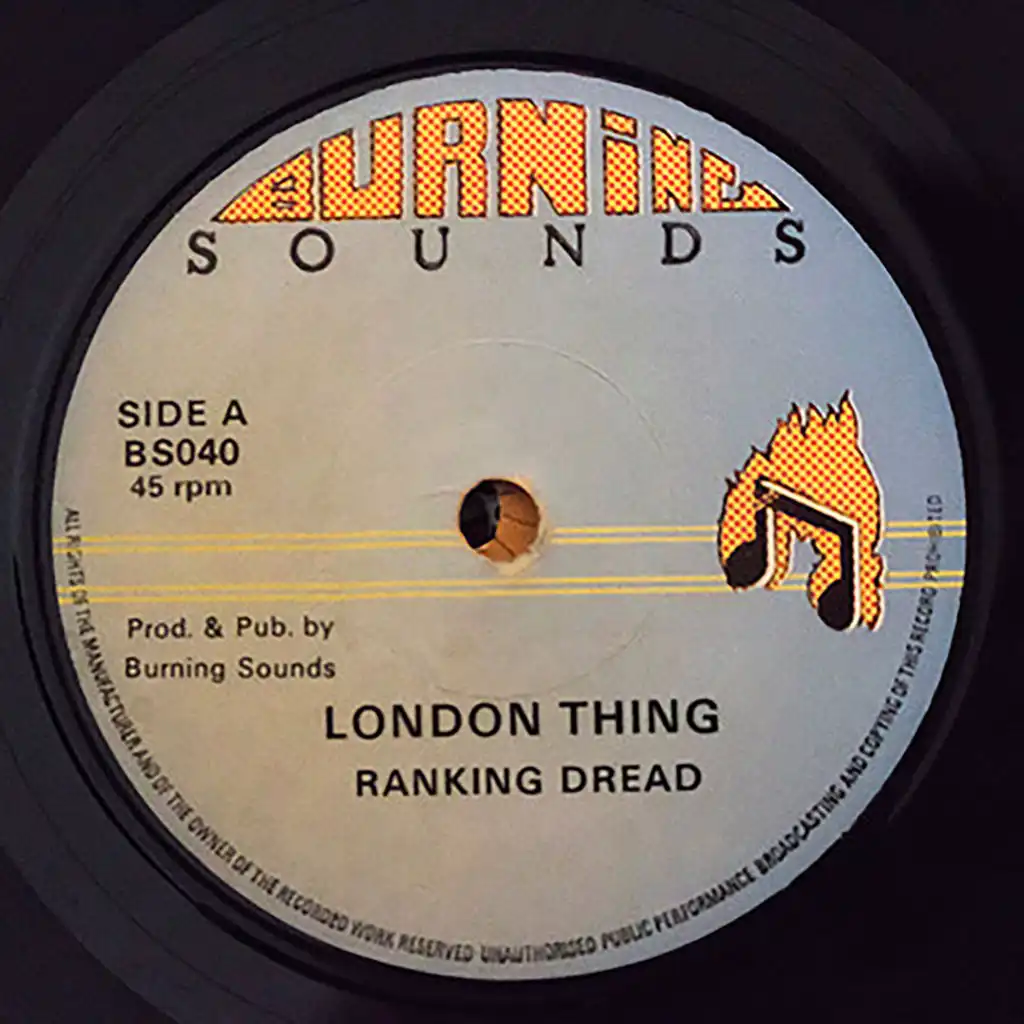 BURNiNG
SOUNDS
SIDE A
BS040
45 rpm
Prod. & Pub. by
Burning Sounds
LONDON THING
RANKING DREAD
ALL RIGHTS OF THE MANUFACTURER AND OF THE OWNER OF THE RECORDED WORK RESERVED UNAUTHORISED PUBLIC PERFORMANCE BROADCASTING AND COPYING OF THIS RECORD PROHIBITED